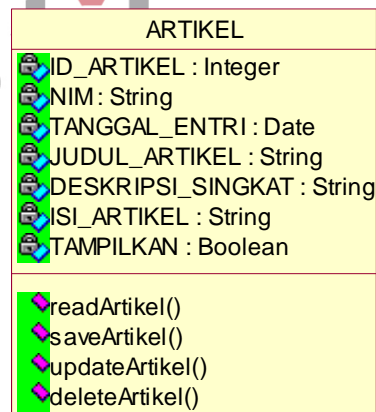 ARTIKEL
ID_ARTIKEL : Integer
NIM : String
TANGGAL_ENTRI : Date
JUDUL_ARTIKEL : String
DESKRIPSI_SINGKAT : String
ISI_ARTIKEL : String
TAMPILKAN : Boolean
readArtikel()
saveArtikel()
updateArtikel()
deleteArtikel()